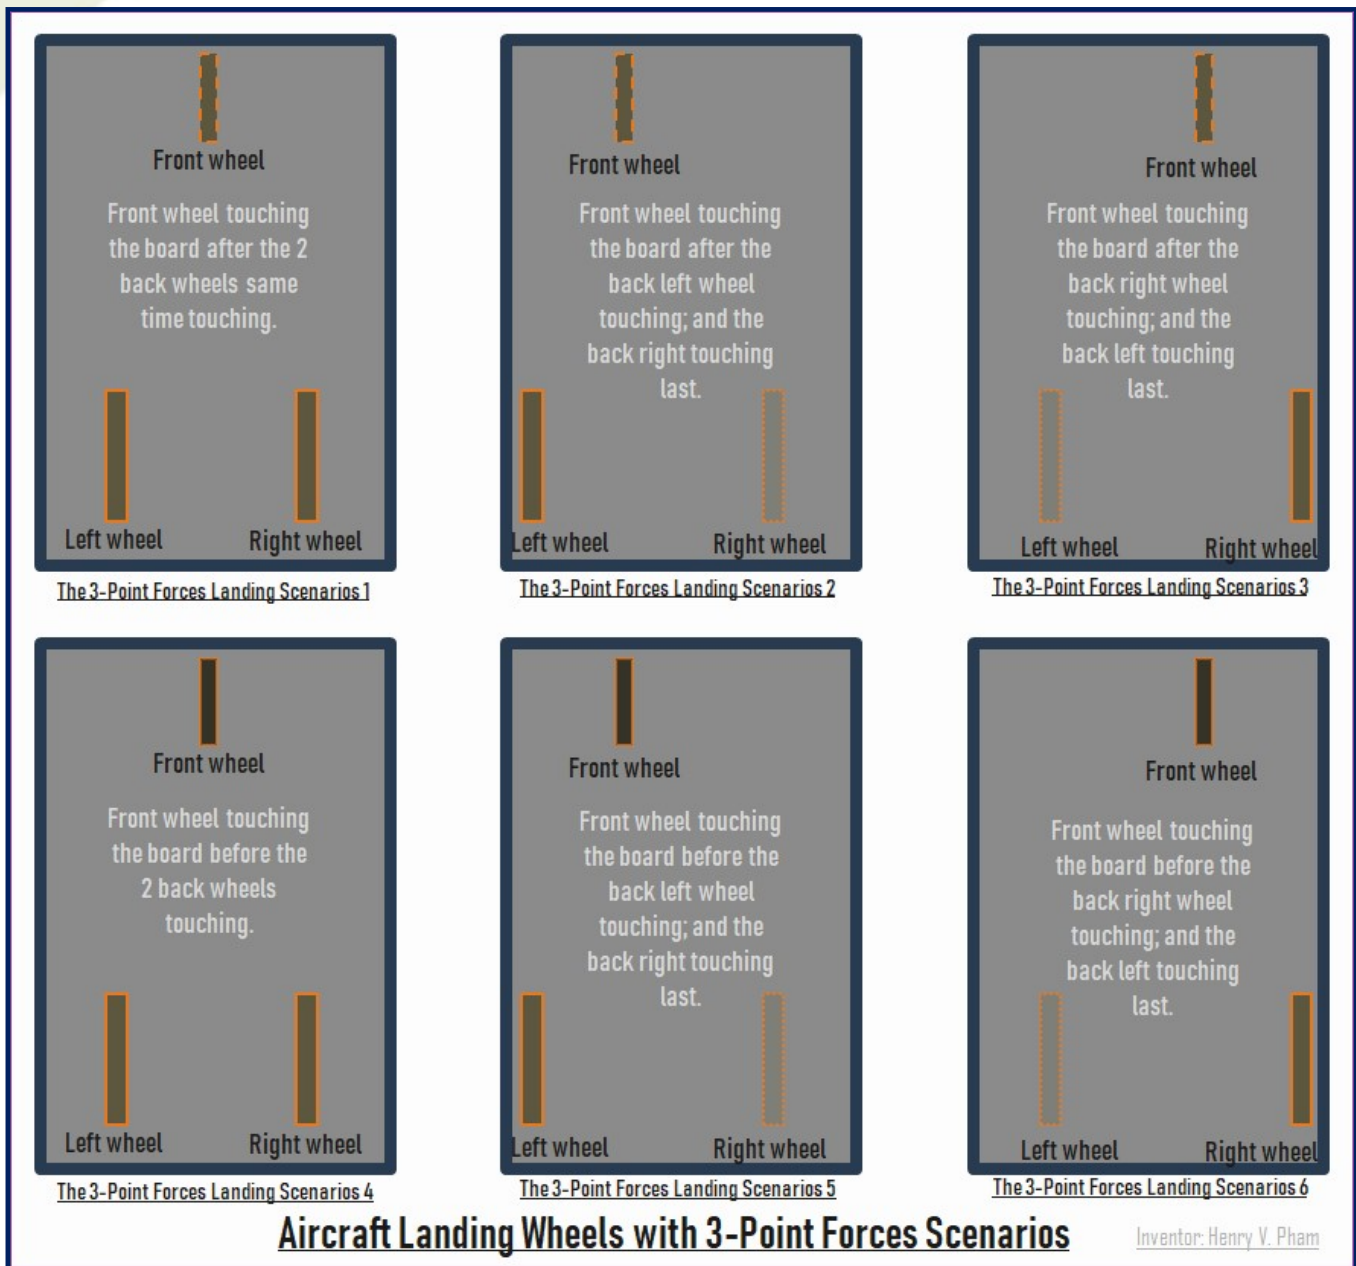 Front wheel
Front wheel touching
the board after the 2
back wheels same
time touching.
Left wheel
Right wheel
The 3-Point Forces Landing Scenarios 1
Front wheel
Front wheel touching
the board after the
back left wheel
touching; and the
back right touching
last.
Left wheel
Right wheel
The 3-Point Forces Landing Scenarios 2
Front wheel
Front wheel touching
the board after the
back right wheel
touching; and the
back left touching
last.
Left wheel
Right wheel
The 3-Point Forces Landing Scenarios 3
Front wheel
Front wheel touching
the board before the
2 back wheels
touching.
Left wheel
Right wheel
The 3-Point Forces Landing Scenarios 4
Front wheel
Front wheel touching
the board before the
back left wheel
touching; and the
back right touching
last.
Left wheel
Right wheel
The 3-Point Forces Landing Scenarios 5
Front wheel
Front wheel touching
the board before the
back right wheel
touching; and the
back left touching
last.
Left wheel
Right wheel
The 3-Point Forces Landing Scenarios 6
Aircraft Landing Wheels with 3-Point Forces Scenarios
Inventor: Henry V. Pham